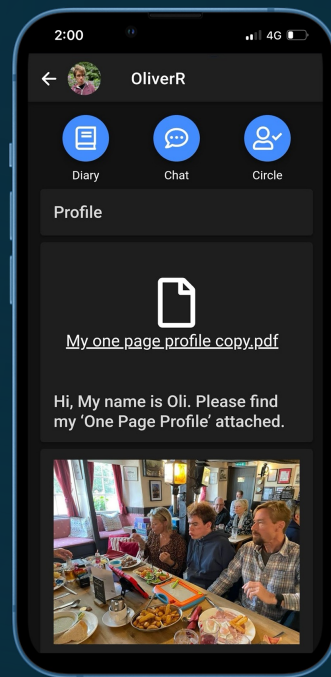 2:00 4G
OliverR
Diary Chat Circle
Profile
My one page profile copy.pdf
Hi, My name is Oli. Please find
my ‘One Page Profile’ attached.